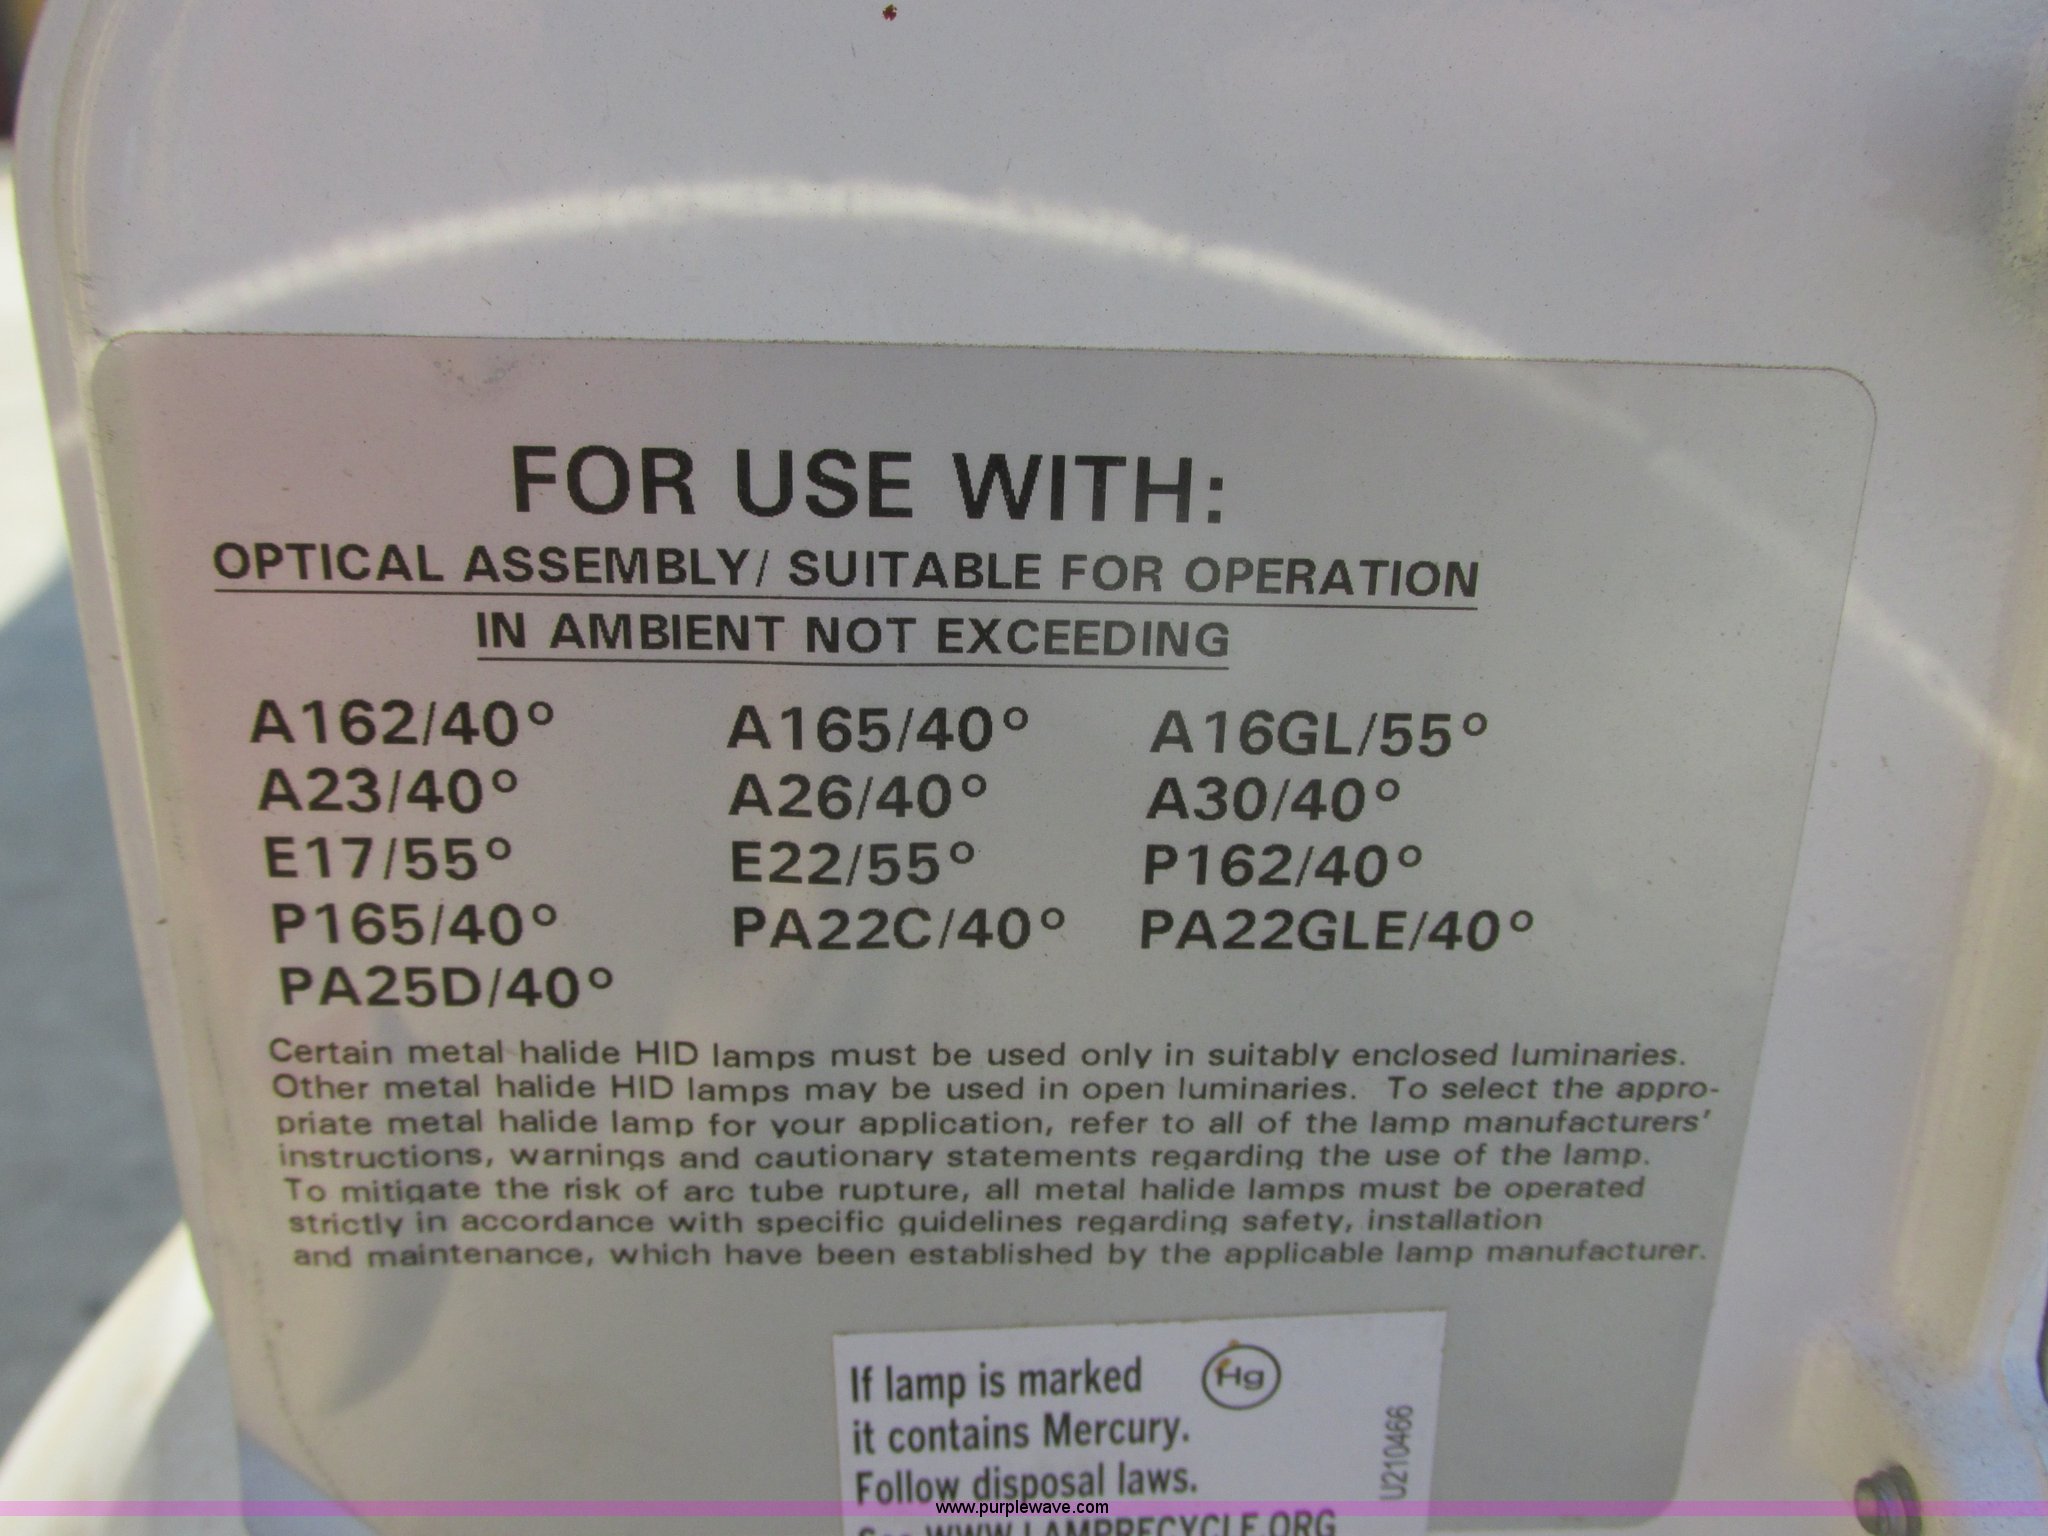 FOR USE WITH:
OPTICAL ASSEMBLY/ SUITABLE FOR OPERATION
IN AMBIENT NOT EXCEEDING
A162/40° A165/40° A16GL/55°
A23/40° A26/40° A30/40°
E17/55° E22/55° P162/40°
P165/40° PA22C/40° PA22GLE/40°
PA25D/40°
Certain metal halide HID lamps must be used only in suitably enclosed luminaries.
Other metal halide HID lamps may be used in open luminaries. To select the appro-
priate metal halide lamp for your application, refer to all of the lamp manufacturers'
instructions, warnings and cautionary statements regarding the use of the lamp.
To mitigate the risk of arc tube rupture, all metal halide lamps must be operated
strictly in accordance with specific guidelines regarding safety, installation
and maintenance, which have been established by the applicable lamp manufacturer.
If lamp is marked Hg
it contains Mercury.
Follow disposal laws.
See WWW.LAMPRECYCLE.ORG
U210466
www.purplewave.com